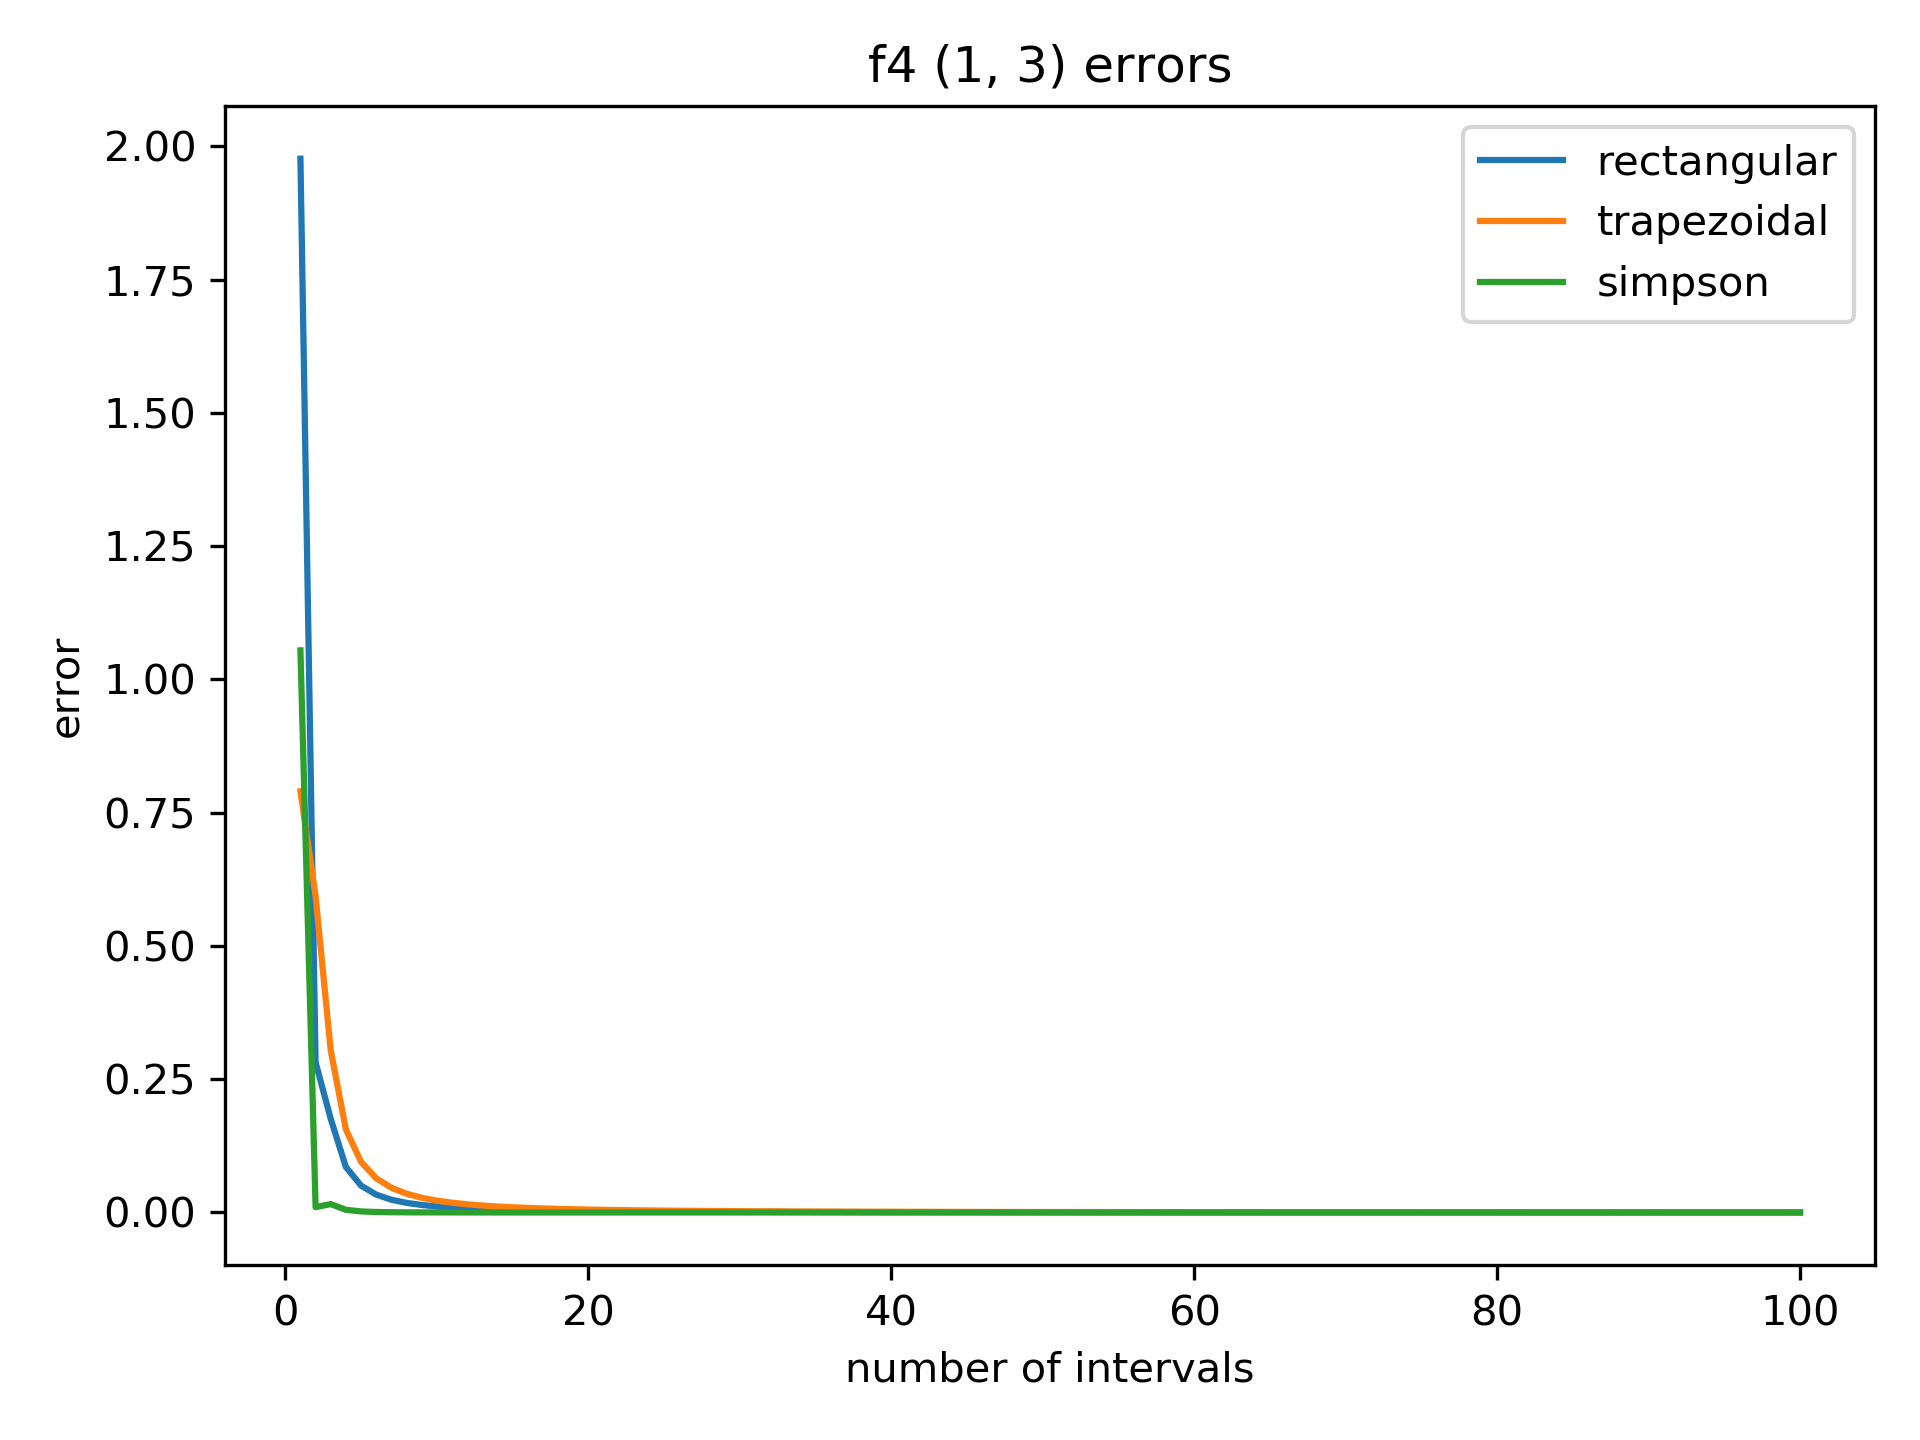 f4 (1, 3) errors
rectangular
trapezoidal
simpson
error
2.00
1.75
1.50
1.25
1.00
0.75
0.50
0.25
0.00
0 20 40 60 80 100
number of intervals